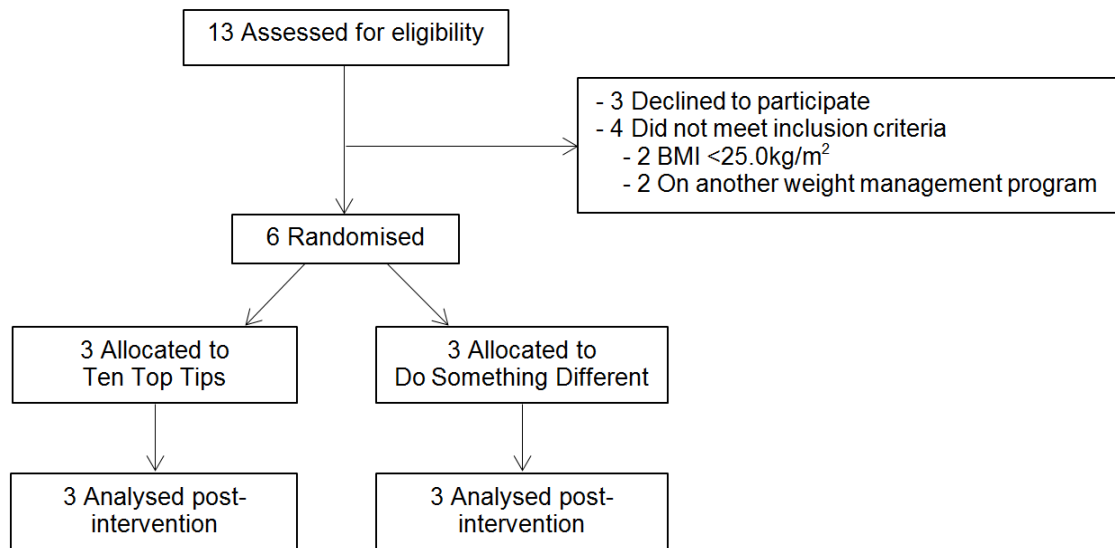 13 Assessed for eligibility
- 3 Declined to participate
- 4 Did not meet inclusion criteria
- 2 BMI <25.0kg/m²
- 2 On another weight management program
6 Randomised
3 Allocated to
Ten Top Tips
3 Allocated to
Do Something Different
3 Analysed post-
intervention
3 Analysed post-
intervention